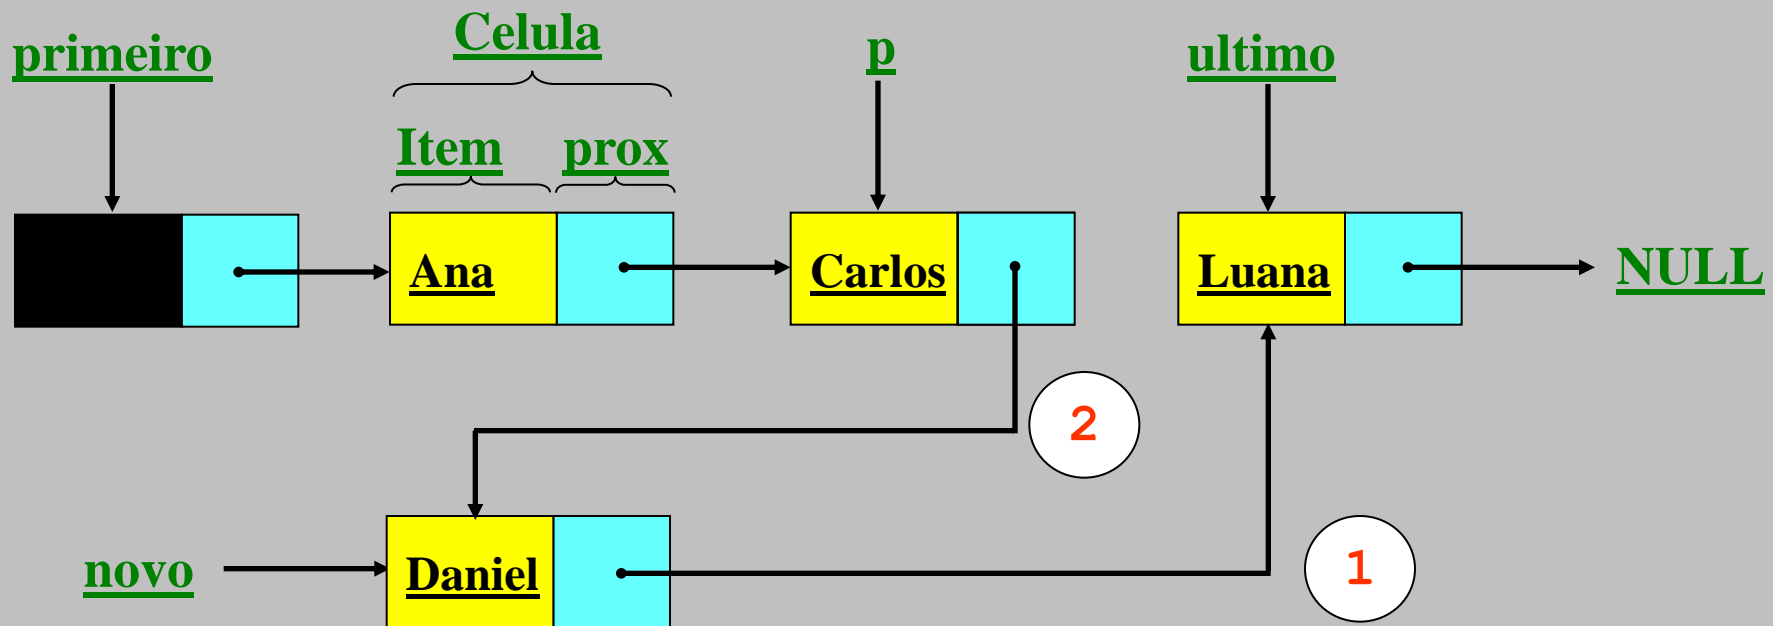 primeiro
Celula
p
ultimo
Item
prox
Ana
Carlos
Luana
NULL
2
novo
Daniel
1